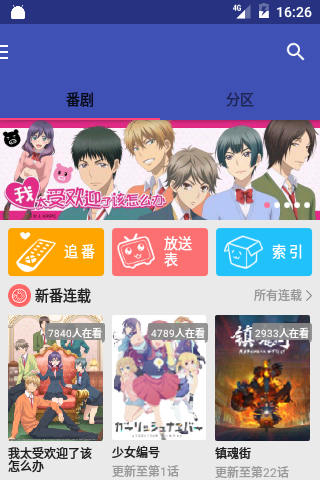 4G 16:26
番剧 分区
我
太受欢迎了该怎么办
追番 放送表 索引
新番连载 所有连载
7840人在看 4789人在看 2933人在看
ガーリッシュナンバー 镇魂街
我太受欢迎了该怎么办 少女编号 镇魂街
更新至第1话 更新至第22话